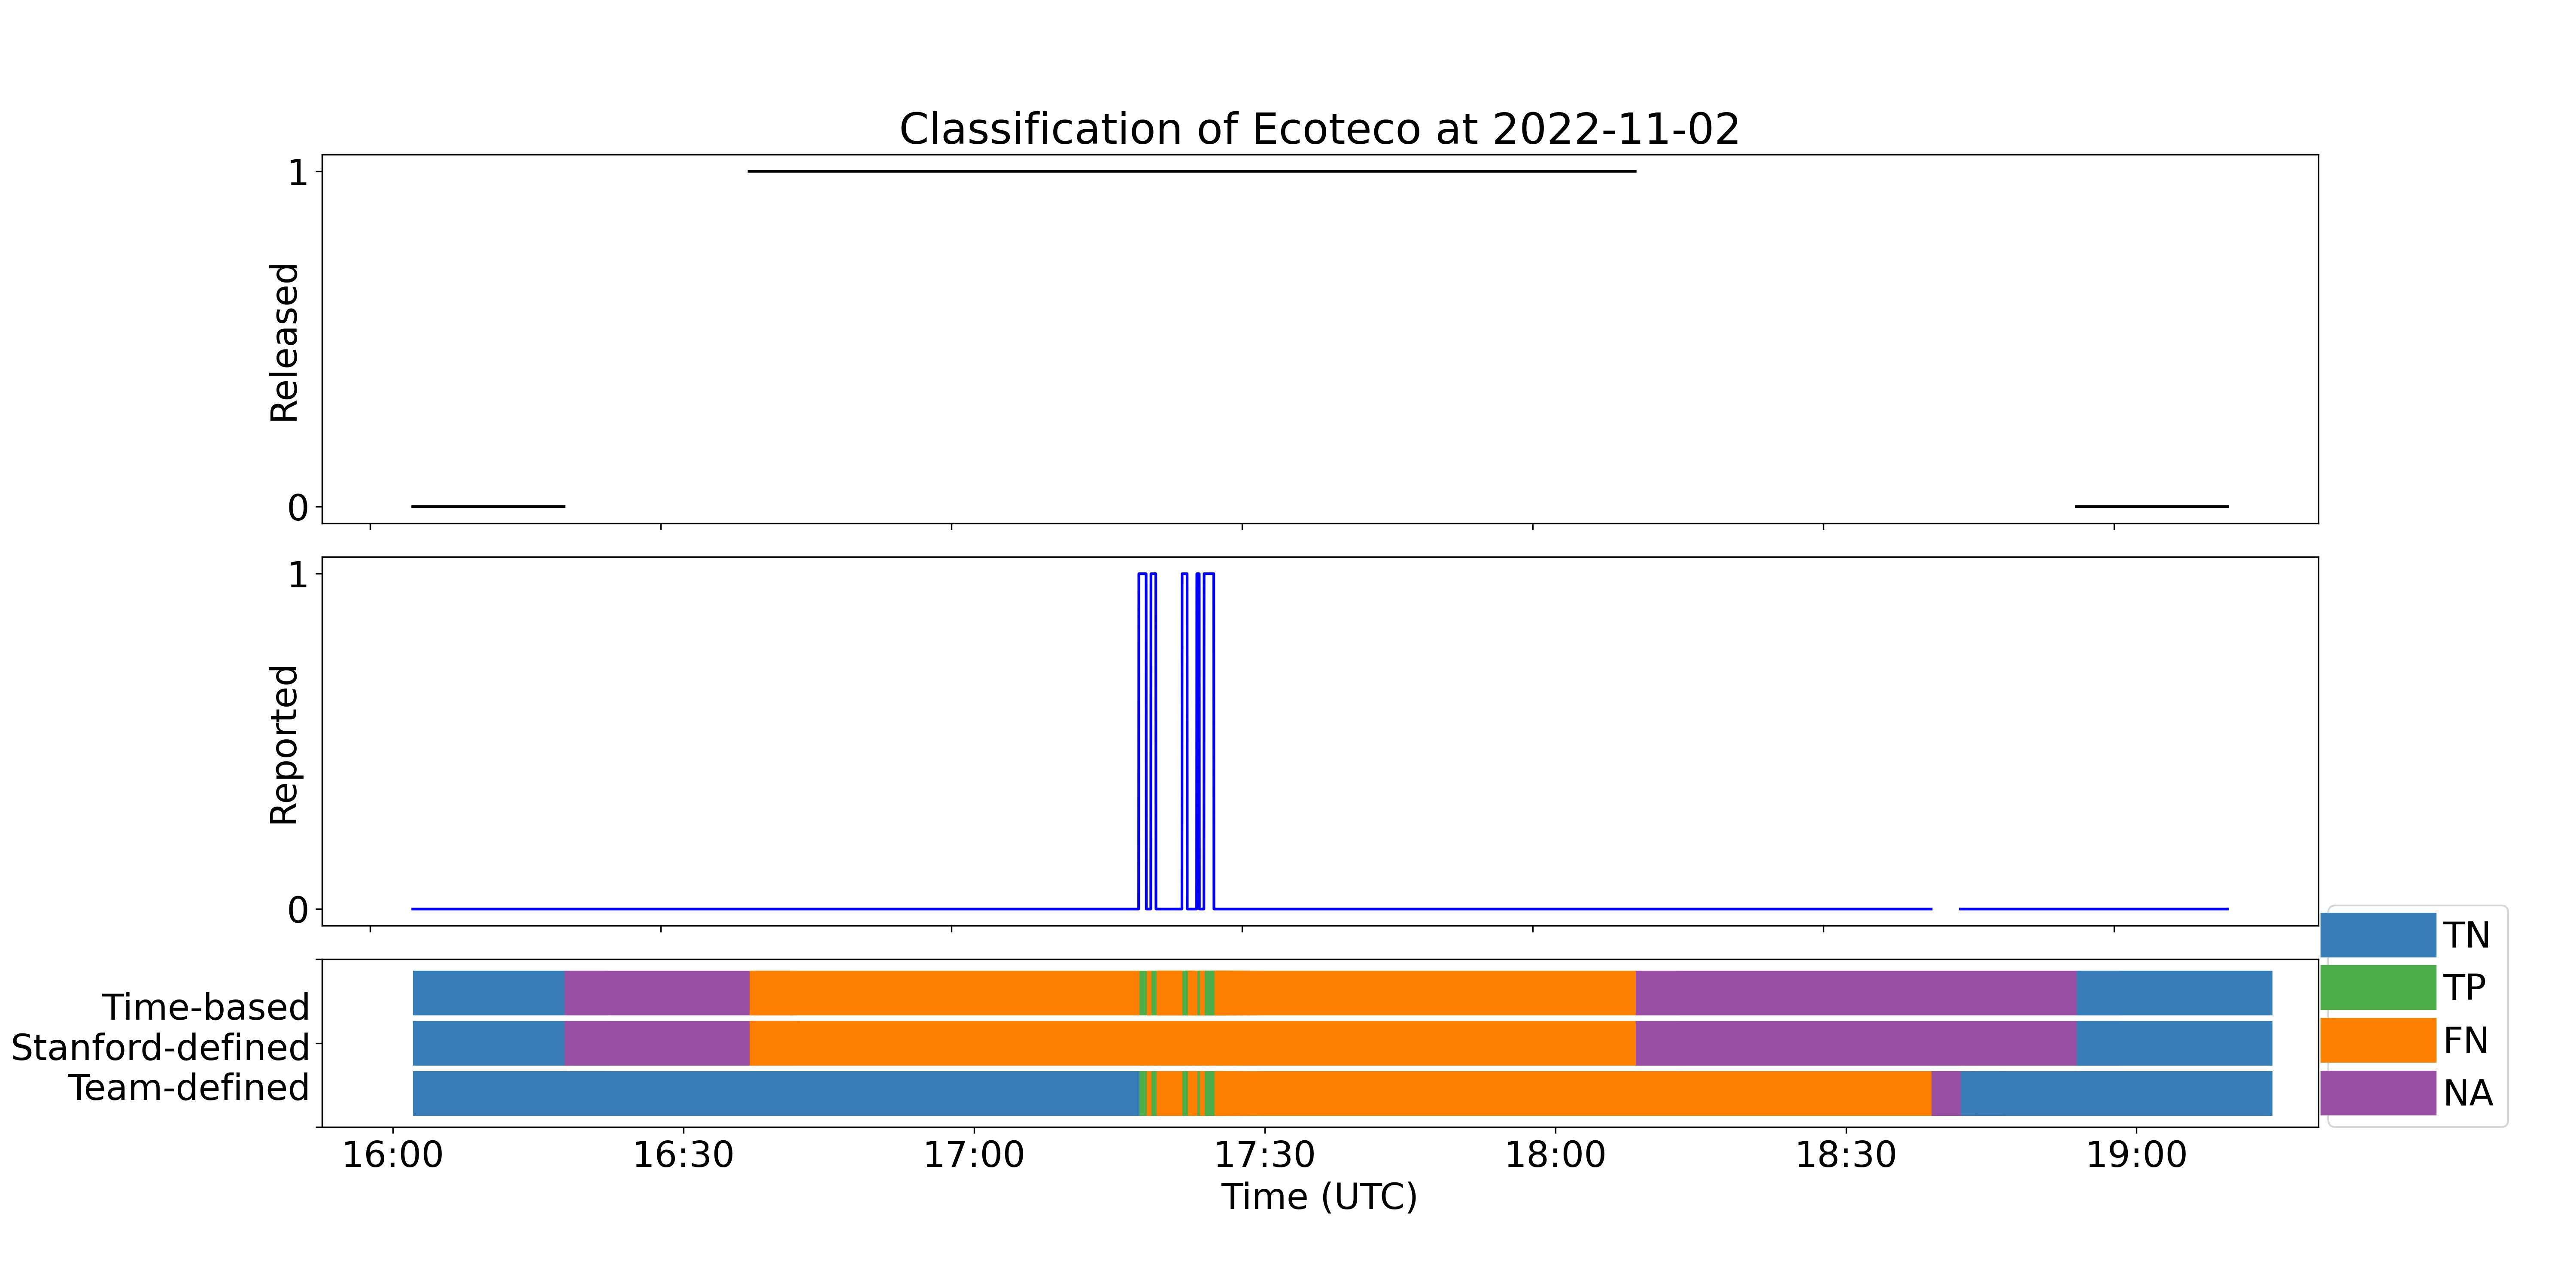 Classification of Ecoteco at 2022-11-02
1
Released
0
1
Reported
0
Time-based
Stanford-defined
Team-defined
TN
TP
FN
NA
16:00 16:30 17:00 17:30 18:00 18:30 19:00
Time (UTC)